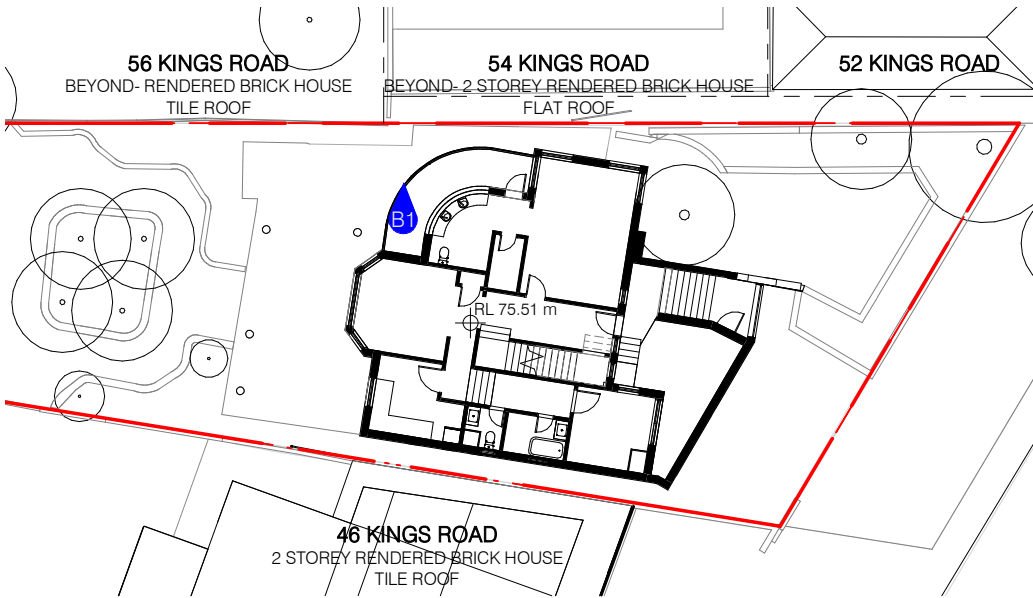 56 KINGS ROAD
BEYOND- RENDERED BRICK HOUSE
TILE ROOF
54 KINGS ROAD
BEYOND- 2 STOREY RENDERED BRICK HOUSE
FLAT ROOF
52 KINGS ROAD
B1
RL 75.51 m
46 KINGS ROAD
2 STOREY RENDERED BRICK HOUSE
TILE ROOF